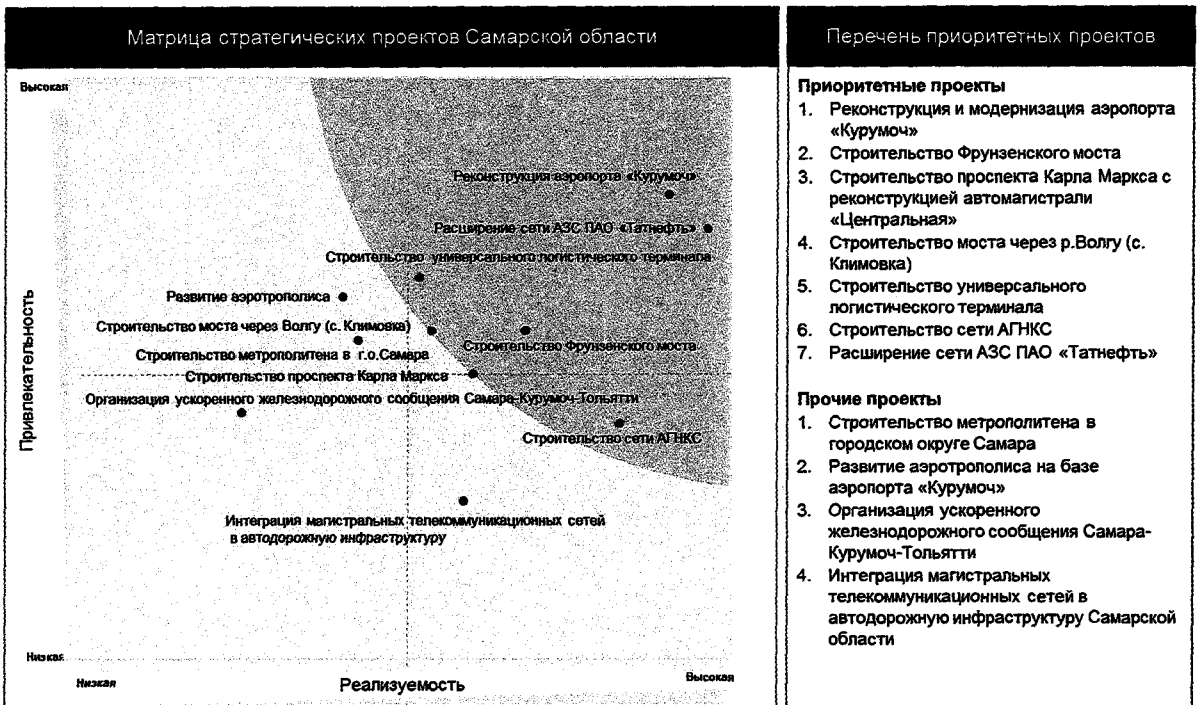 Матрица стратегических проектов Самарской области
Высокая
Реконструкция аэропорта «Курумоч»
Расширение сети АЗС ПАО «Татнефть»
Строительство универсального логистического терминала
Развитие аэротрополиса
Строительство моста через Волгу (с. Климовка)
Строительство Фрунзенского моста
Строительство метрополитена в г.о.Самара
Строительство проспекта Карла Маркса
Организация ускоренного железнодорожного сообщения Самара-Курумоч-Тольятти
Строительство сети АГНКС
Интеграция магистральных телекоммуникационных сетей
в автодорожную инфраструктуру
Привлекательность
Низкая
Низкая
Реализуемость
Высокая
Перечень приоритетных проектов
Приоритетные проекты
1. Реконструкция и модернизация аэропорта
«Курумоч»
2. Строительство Фрунзенского моста
3. Строительство проспекта Карла Маркса с
реконструкцией автомагистрали
«Центральная»
4. Строительство моста через р.Волгу (с.
Климовка)
5. Строительство универсального
логистического терминала
6. Строительство сети АГНКС
7. Расширение сети АЗС ПАО «Татнефть»
Прочие проекты
1. Строительство метрополитена в
городском округе Самара
2. Развитие аэротрополиса на базе
аэропорта «Курумоч»
3. Организация ускоренного
железнодорожного сообщения Самара-
Курумоч-Тольятти
4. Интеграция магистральных
телекоммуникационных сетей в
автодорожную инфраструктуру Самарской
области